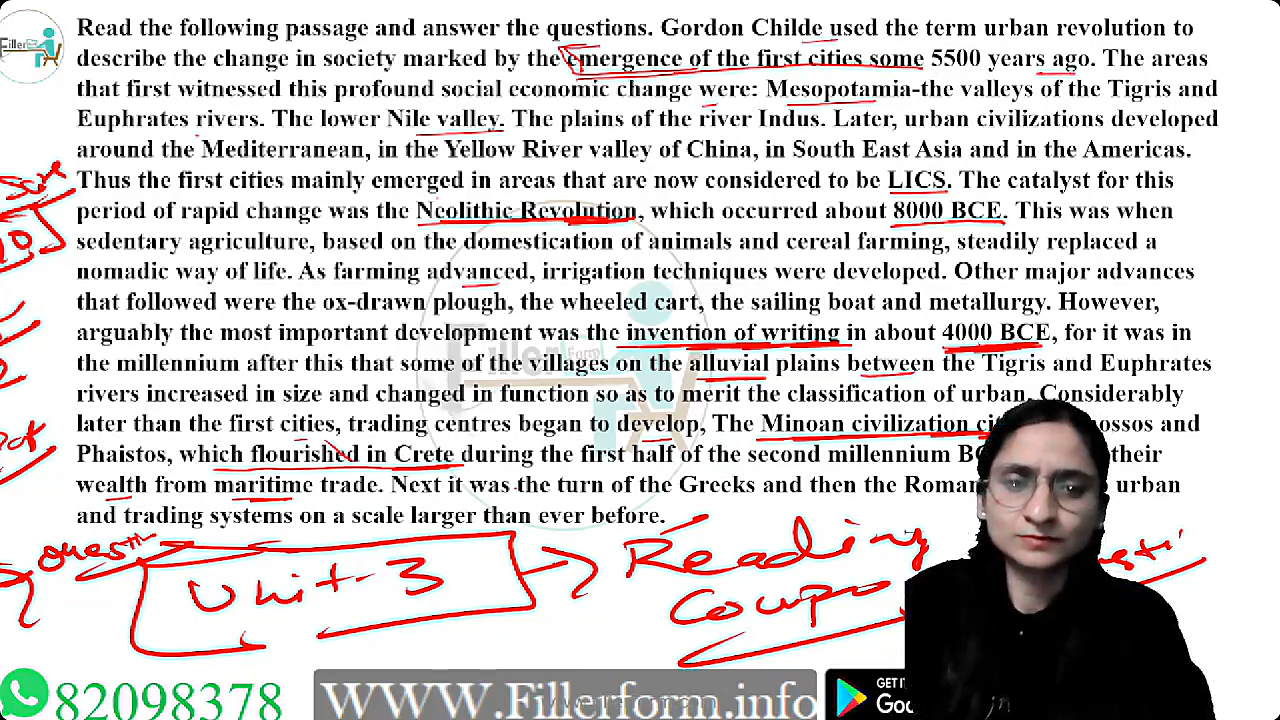 Read the following passage and answer the questions. Gordon Childe used the term urban revolution to
Filler
describe the change in society marked by the emergence of the first cities some 5500 years ago. The areas
that first witnessed this profound social economic change were: Mesopotamia-the valleys of the Tigris and
Euphrates rivers. The lower Nile valley. The plains of the river Indus. Later, urban civilizations developed
around the Mediterranean, in the Yellow River valley of China, in South East Asia and in the Americas.
Thus the first cities mainly emerged in areas that are now considered to be LICS. The catalyst for this
period of rapid change was the Neolithic Revolution, which occurred about 8000 BCE. This was when
sedentary agriculture, based on the domestication of animals and cereal farming, steadily replaced a
nomadic way of life. As farming advanced, irrigation techniques were developed. Other major advances
that followed were the ox-drawn plough, the wheeled cart, the sailing boat and metallurgy. However,
arguably the most important development was the invention of writing in about 4000 BCE, for it was in
the millennium after this that some of the villages on the alluvial plains between the Tigris and Euphrates
rivers increased in size and changed in function so as to merit the classification of urban. Considerably
later than the first cities, trading centres began to develop, The Minoan civilization
Phaistos, which flourished in Crete during the first half of the second millennium their
wealth from maritime trade. Next it was the turn of the Greeks and then the urban
and trading systems on a scale larger than ever before.
Unit-3 Reading
82098378 WWW.Fillerform.info GET